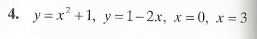 4. y = x² + 1, y = 1 − 2x, x = 0, x = 3